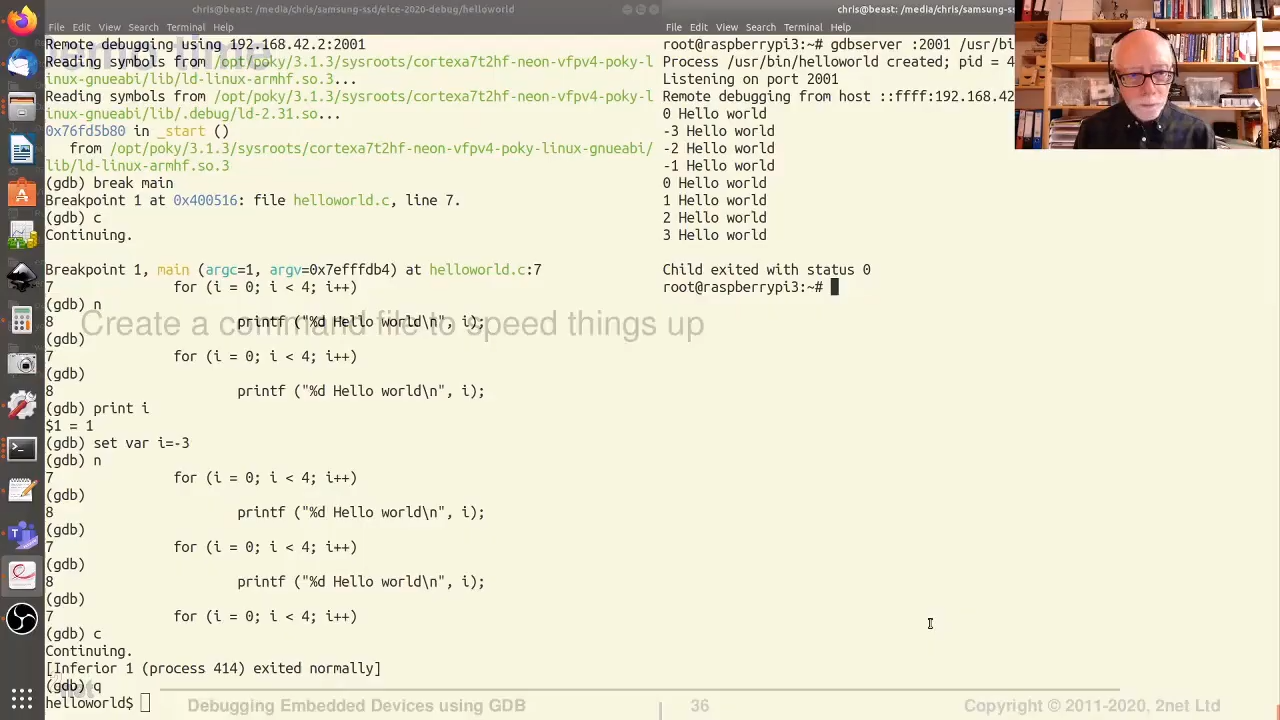 chris@beast: /media/chris/samsung-ssd/elce-2020-debug/helloworld
File Edit View Search Terminal Help
Remote debugging using 192.168.42.2:2001
Reading symbols from /opt/poky/3.1.3/sysroots/cortexa7t2hf-neon-vfpv4-poky-l
inux-gnueabi/lib/ld-linux-armhf.so.3...
Reading symbols from /opt/poky/3.1.3/sysroots/cortexa7t2hf-neon-vfpv4-poky-l
inux-gnueabi/lib/.debug/ld-2.31.so...
0x76fd5b80 in _start ()
from /opt/poky/3.1.3/sysroots/cortexa7t2hf-neon-vfpv4-poky-linux-gnueabi/
lib/ld-linux-armhf.so.3
(gdb) break main
Breakpoint 1 at 0x400516: file helloworld.c, line 7.
(gdb) c
Continuing.
Breakpoint 1, main (argc=1, argv=0x7efffdb4) at helloworld.c:7
7 for (i = 0; i < 4; i++)
(gdb) n
8 printf ("%d Hello world\n", i);
(gdb)
7 for (i = 0; i < 4; i++)
(gdb)
8 printf ("%d Hello world\n", i);
(gdb) print i
$1 = 1
(gdb) set var i=-3
(gdb) n
7 for (i = 0; i < 4; i++)
(gdb)
8 printf ("%d Hello world\n", i);
(gdb)
7 for (i = 0; i < 4; i++)
(gdb)
8 printf ("%d Hello world\n", i);
(gdb)
7 for (i = 0; i < 4; i++)
(gdb) c
Continuing.
[Inferior 1 (process 414) exited normally]
(gdb) q
helloworld$
chris@beast: /media/chris/samsung-ss
File Edit View Search Terminal Help
root@raspberrypi3:~# gdbserver :2001 /usr/bi
Process /usr/bin/helloworld created; pid = 4
Listening on port 2001
Remote debugging from host ::ffff:192.168.42
0 Hello world
-3 Hello world
-2 Hello world
-1 Hello world
0 Hello world
1 Hello world
2 Hello world
3 Hello world
Child exited with status 0
root@raspberrypi3:~#
Create a command file to speed things up
Debugging Embedded Devices using GDB
36
Copyright © 2011-2020, 2net Ltd